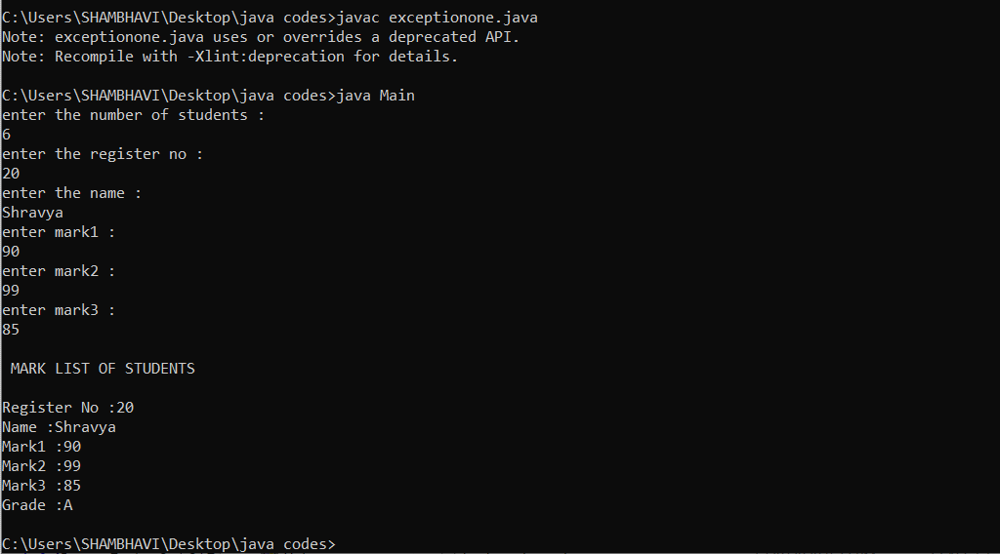 C:\Users\SHAMBHAVI\Desktop\java codes>javac exceptionone.java
Note: exceptionone.java uses or overrides a deprecated API.
Note: Recompile with -Xlint:deprecation for details.
C:\Users\SHAMBHAVI\Desktop\java codes>java Main
enter the number of students :
6
enter the register no :
20
enter the name :
Shravya
enter mark1 :
90
enter mark2 :
99
enter mark3 :
85
MARK LIST OF STUDENTS
Register No :20
Name :Shravya
Mark1 :90
Mark2 :99
Mark3 :85
Grade :A
C:\Users\SHAMBHAVI\Desktop\java codes>